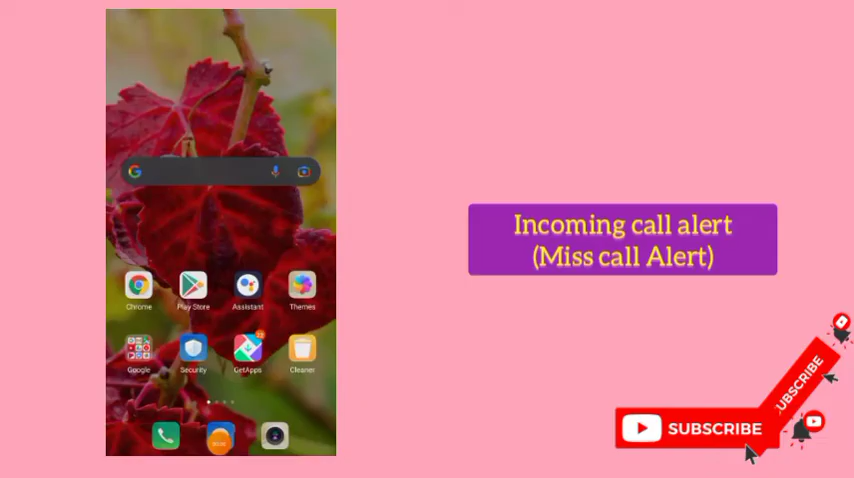 Incoming call alert
(Miss call Alert)
Chrome
Play Store
Assistant
Themes
Google
Security
GetApps
Cleaner
SUBSCRIBE
SUBSCRIBE